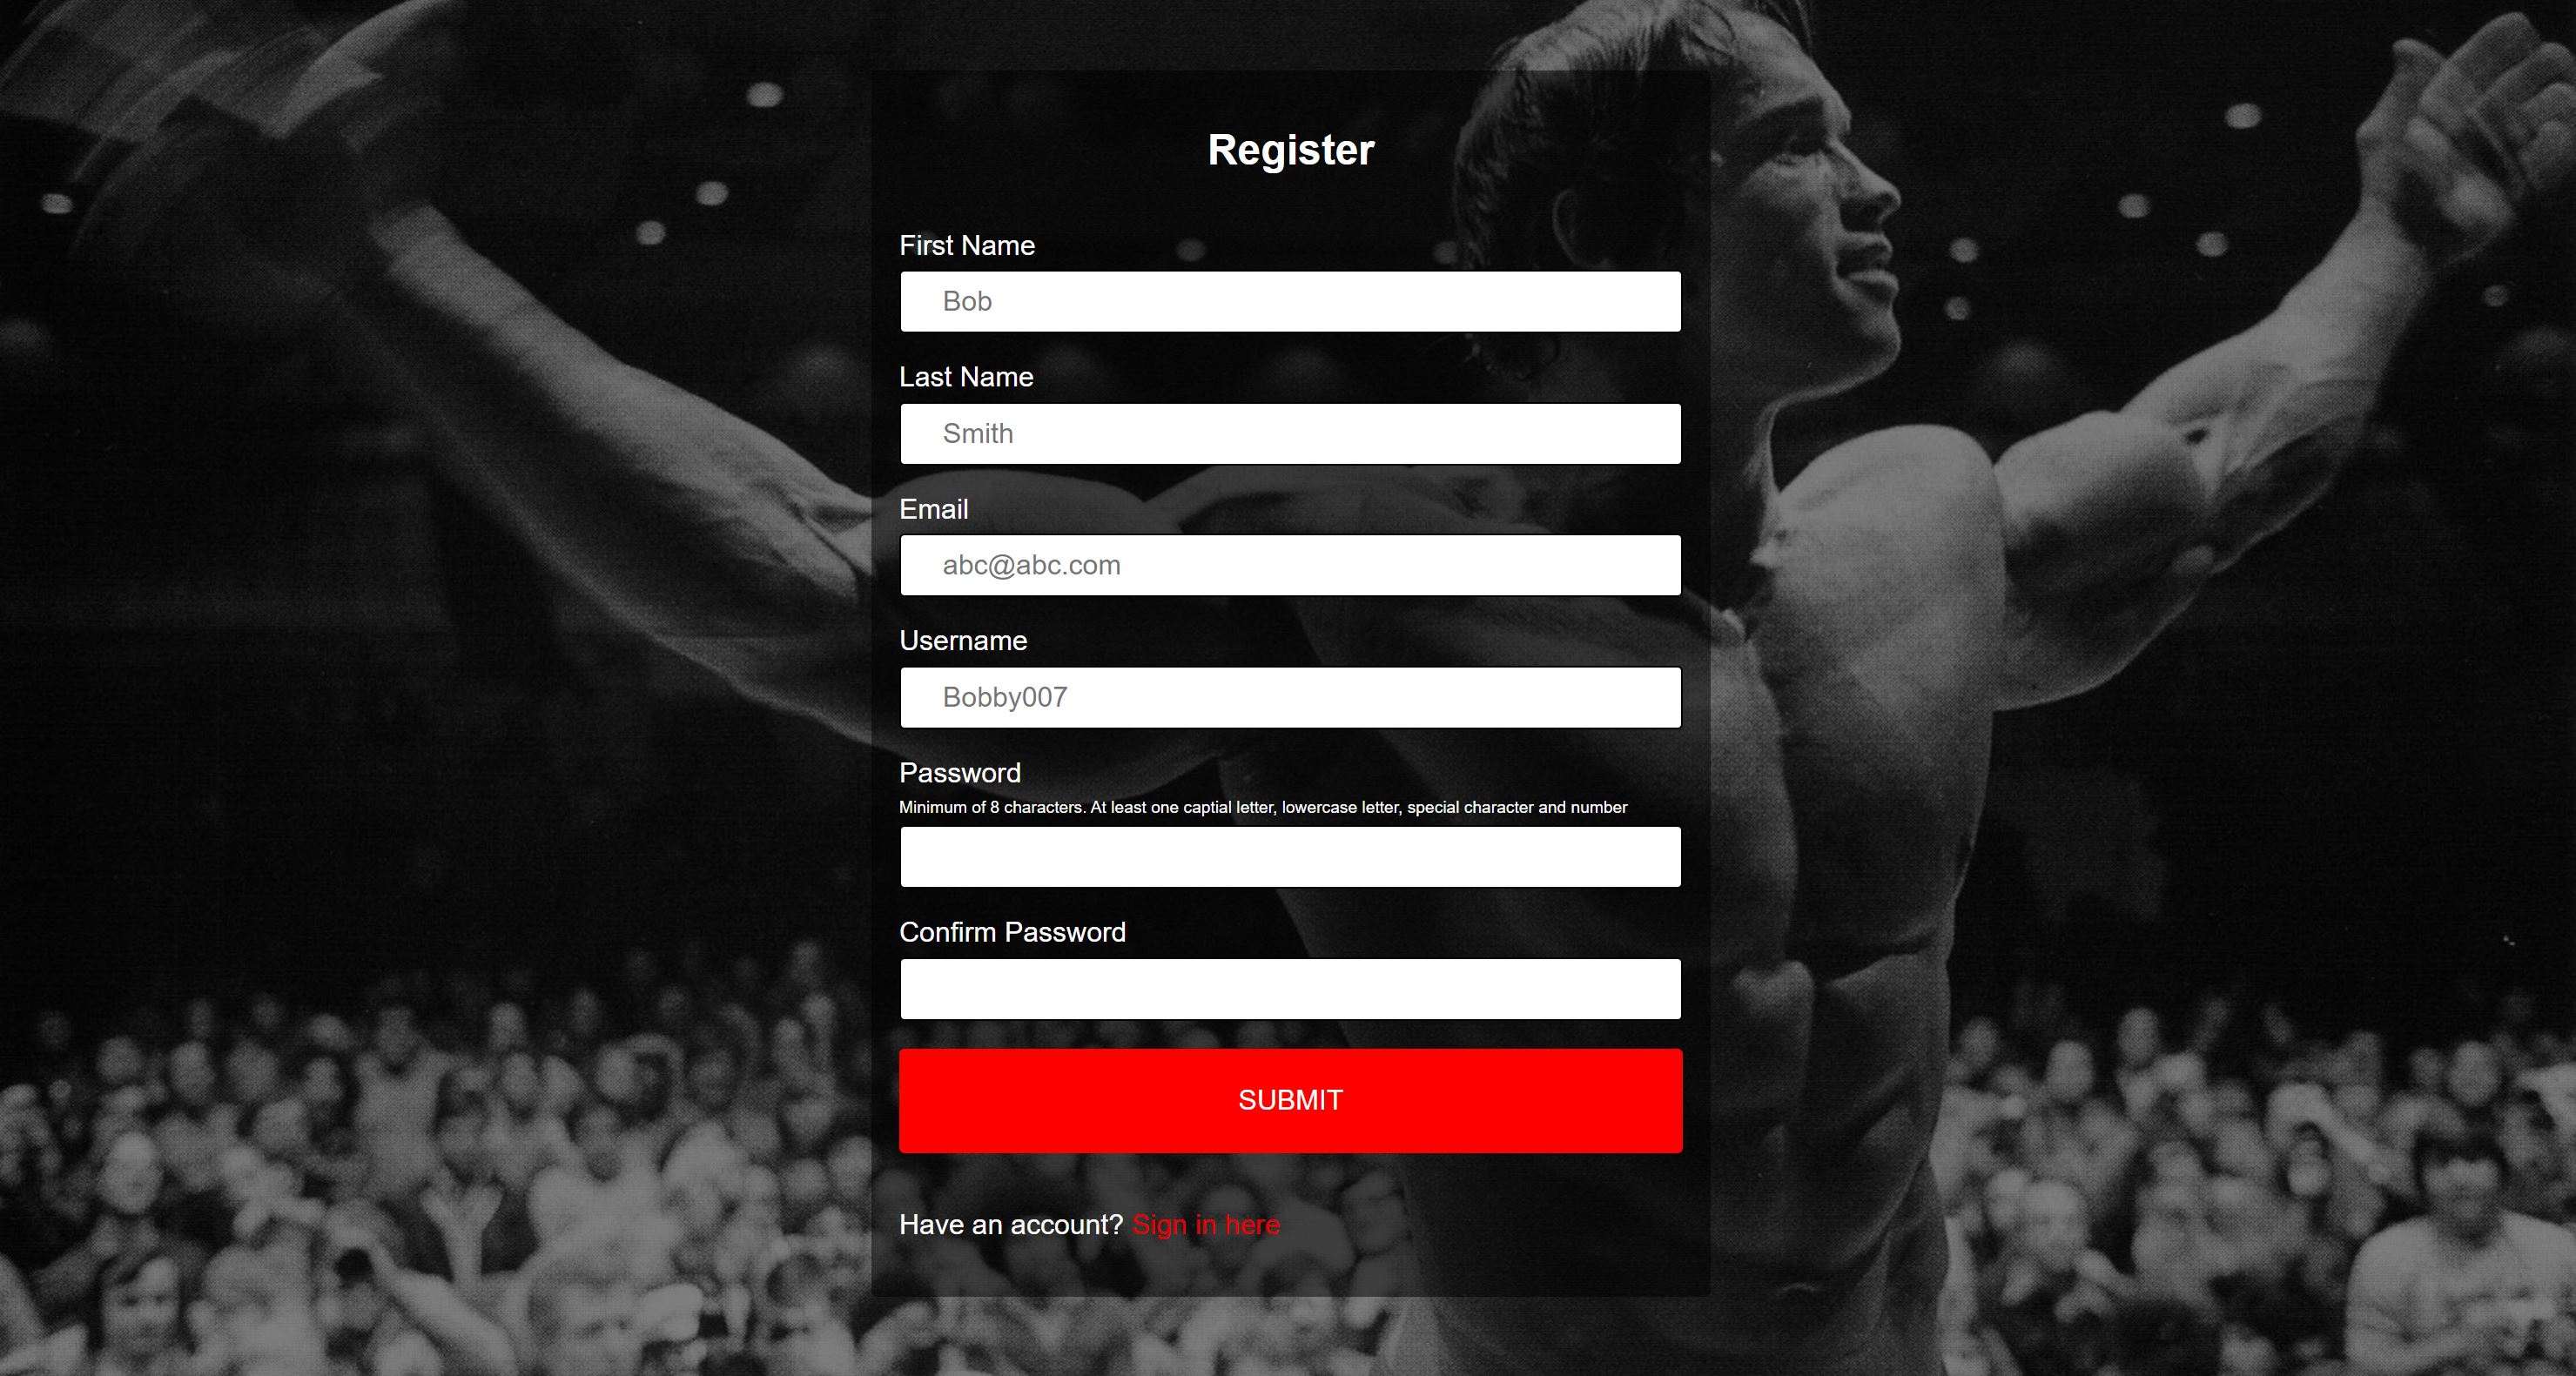 Register
First Name
Bob
Last Name
Smith
Email
abc@abc.com
Username
Bobby007
Password
Minimum of 8 characters. At least one captial letter, lowercase letter, special character and number
Confirm Password
SUBMIT
Have an account? Sign in here